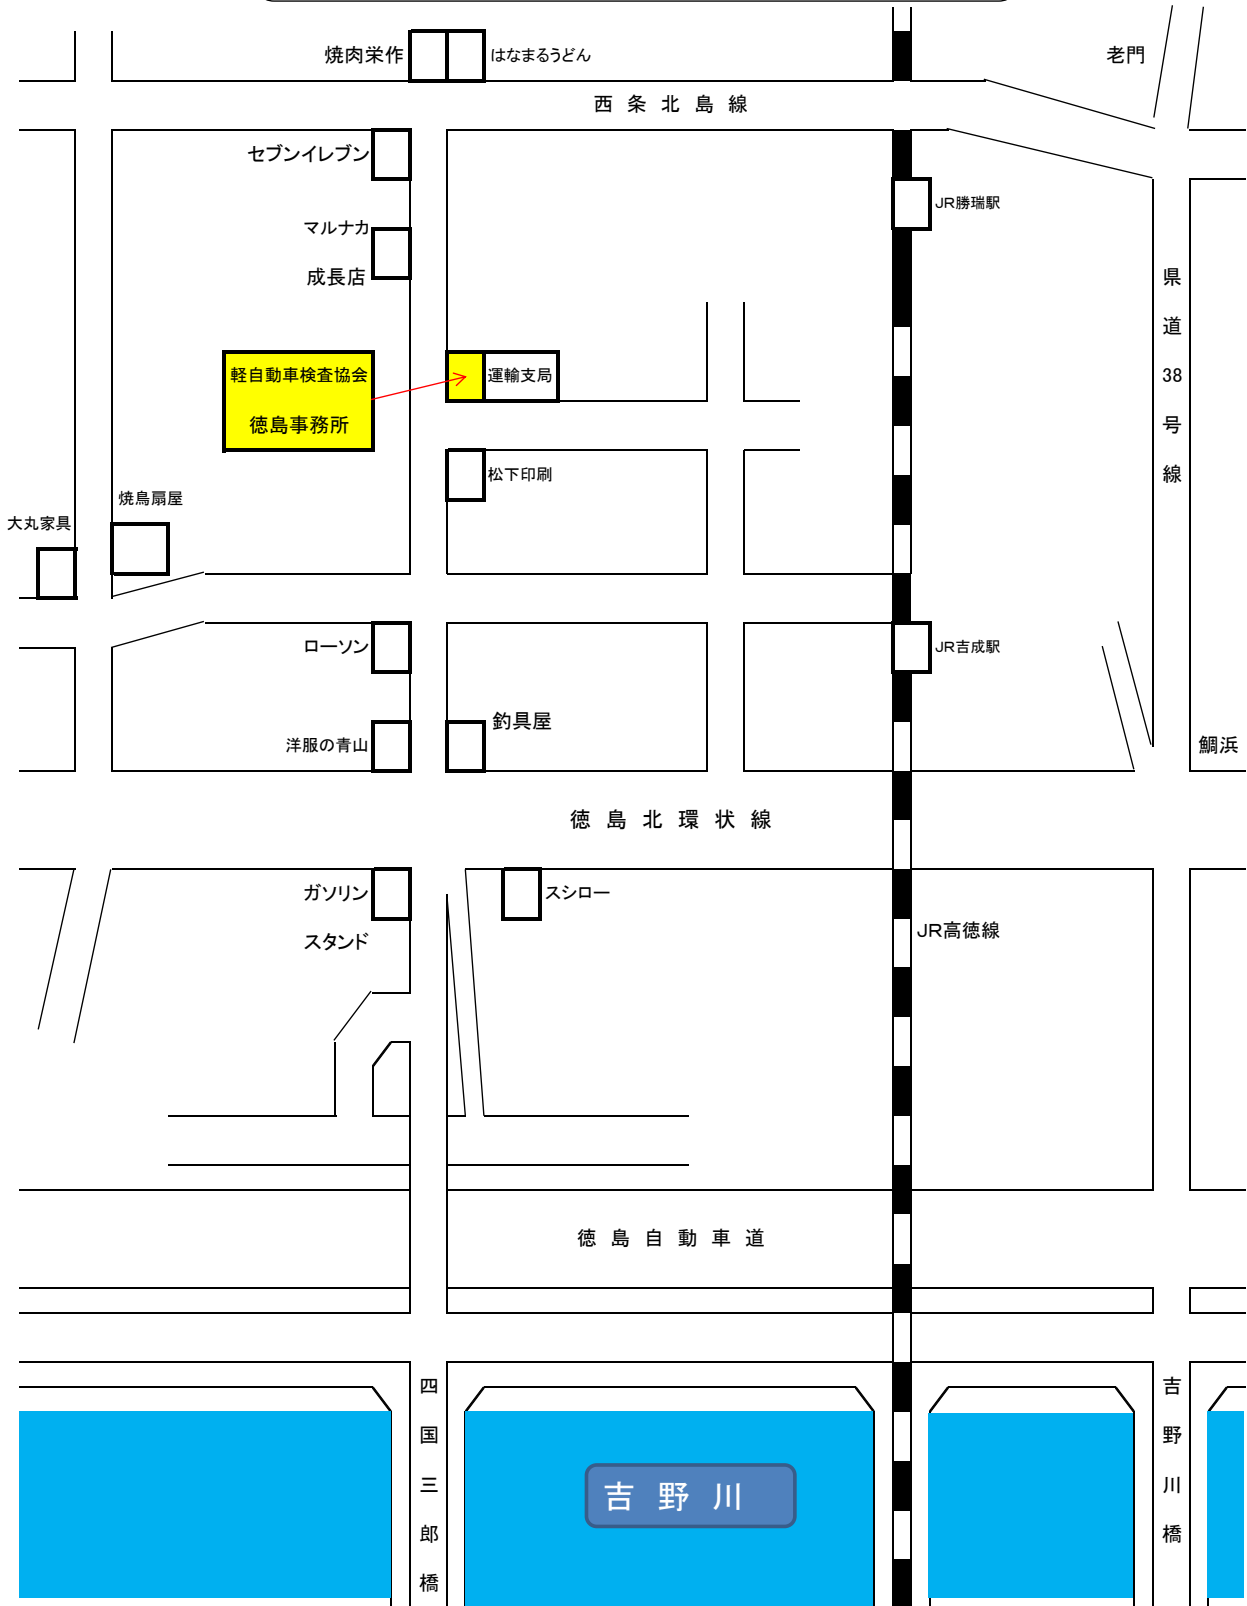 焼肉栄作
はなまるうどん
老門
西条北島線
セブンイレブン
JR勝瑞駅
マルナカ
成長店
県道38号線
軽自動車検査協会
徳島事務所
運輸支局
松下印刷
焼鳥扇屋
大丸家具
ローソン
JR吉成駅
釣具屋
洋服の青山
鯛浜
徳島北環状線
ガソリン
スタンド
スシロー
JR高徳線
徳島自動車道
四国三郎橋
吉野川橋
吉野川